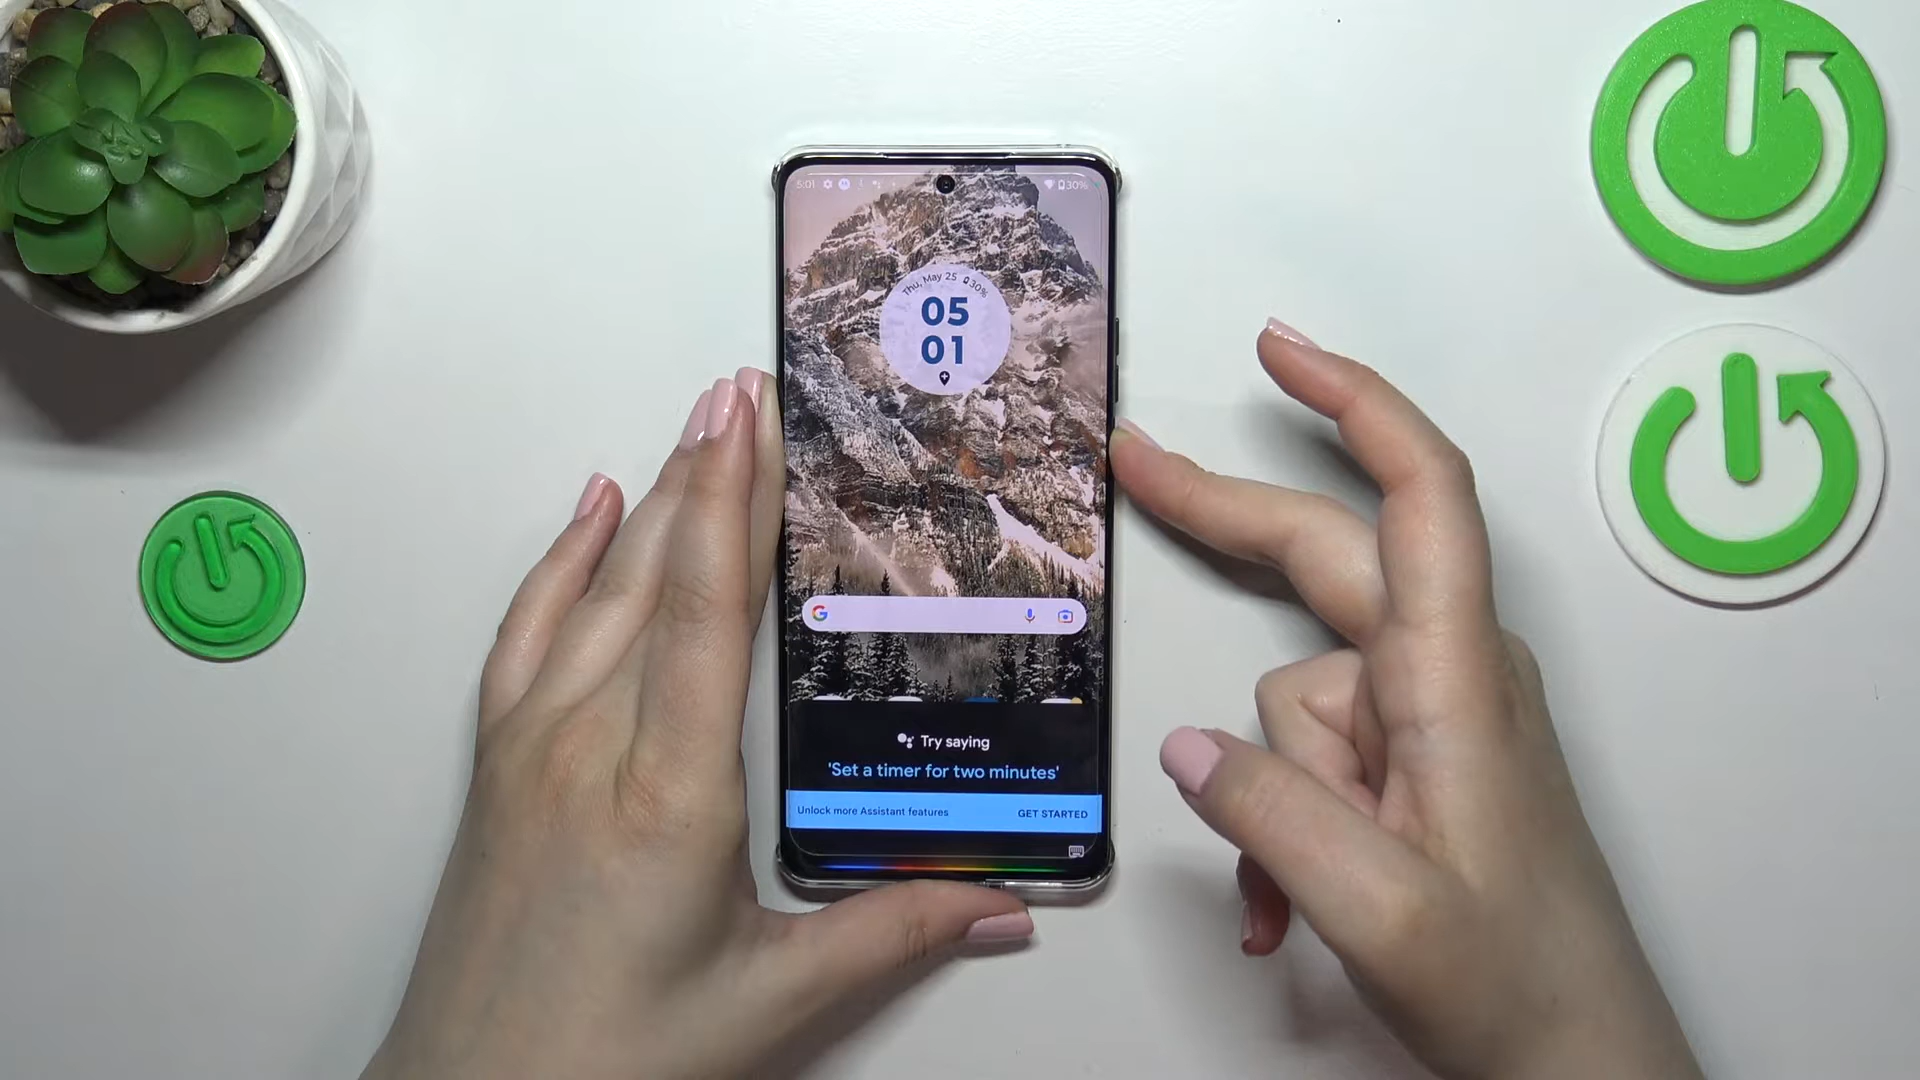 5:01
30%
Thu, May 25 30%
05
01
G
Try saying
'Set a timer for two minutes'
Unlock more Assistant features GET STARTED